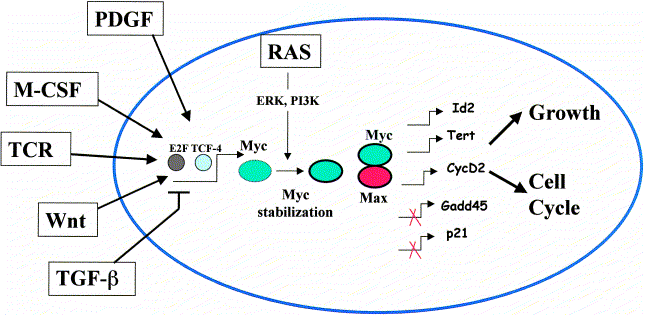 PDGF
RAS
M-CSF
ERK, PI3K
Id2
Growth
Tert
TCR
E2F TCF-4
Myc
Myc
CycD2
Cell
Cycle
Myc
stabilization
Max
Gadd45
Wnt
p21
TGF-β